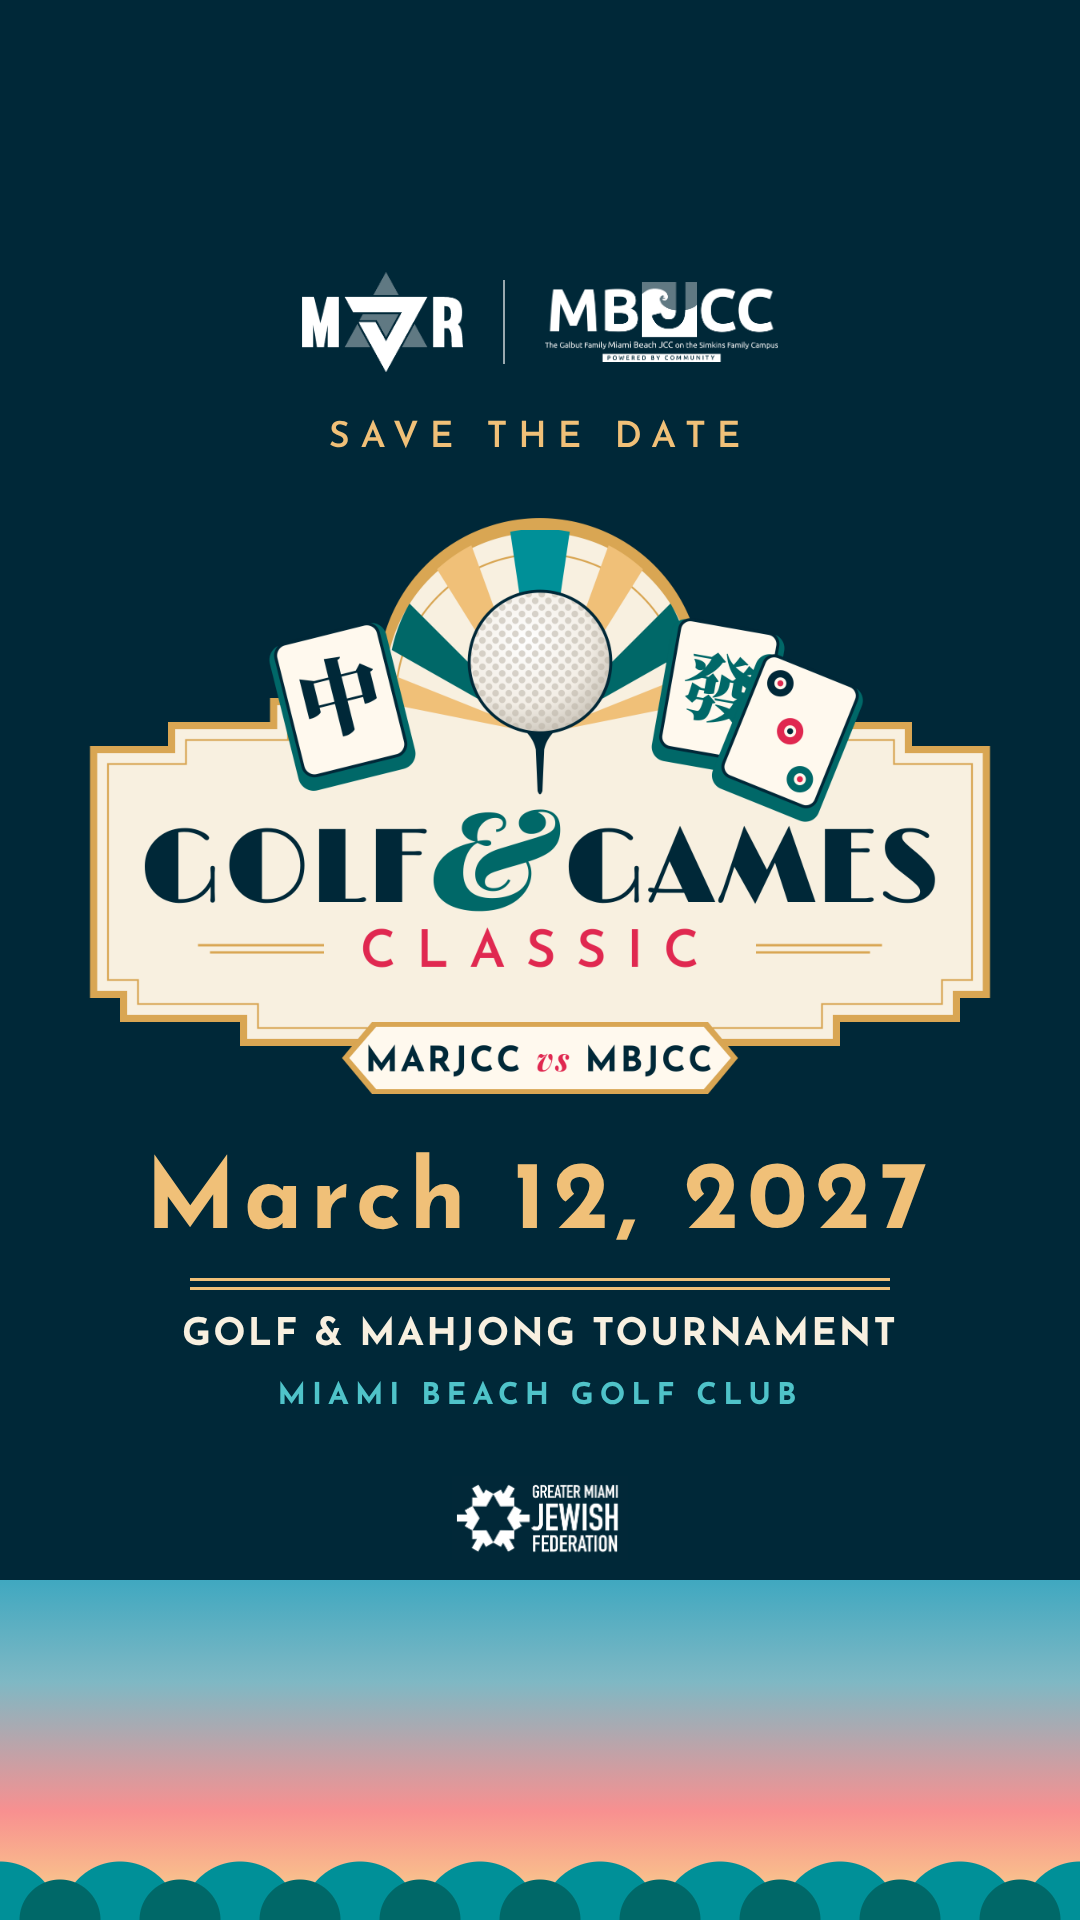 MAR
MBJCC
The Galbut Family Miami Beach JCC on the Simkins Family Campus
POWERED BY COMMUNITY
SAVE THE DATE
中
發
GOLF & GAMES
CLASSIC
MARJCC vs MBJCC
March 12, 2027
GOLF & MAHJONG TOURNAMENT
MIAMI BEACH GOLF CLUB
GREATER MIAMI
JEWISH
FEDERATION